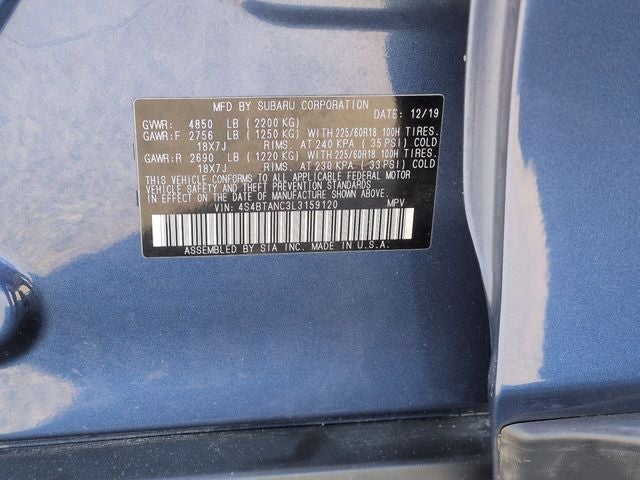 MFD BY SUBARU CORPORATION
DATE: 12/19
GVWR: 4850 LB (2200 KG)
GAWR:F 2756 LB (1250 KG) WITH 225/60R18 100H TIRES.
18X7J RIMS. AT 240 KPA (35 PSI) COLD
GAWR:R 2690 LB (1220 KG) WITH 225/60R18 100H TIRES.
18X7J RIMS. AT 230 KPA (33 PSI) COLD
THIS VEHICLE CONFORMS TO ALL APPLICABLE FEDERAL MOTOR
VEHICLE SAFETY AND THEFT PREVENTION STANDARDS
IN EFFECT ON THE DATE OF MANUFACTURE SHOWN ABOVE.
VIN: 4S4BTANC3L3159120 MPV
ASSEMBLED BY SIA INC. MADE IN U.S.A.